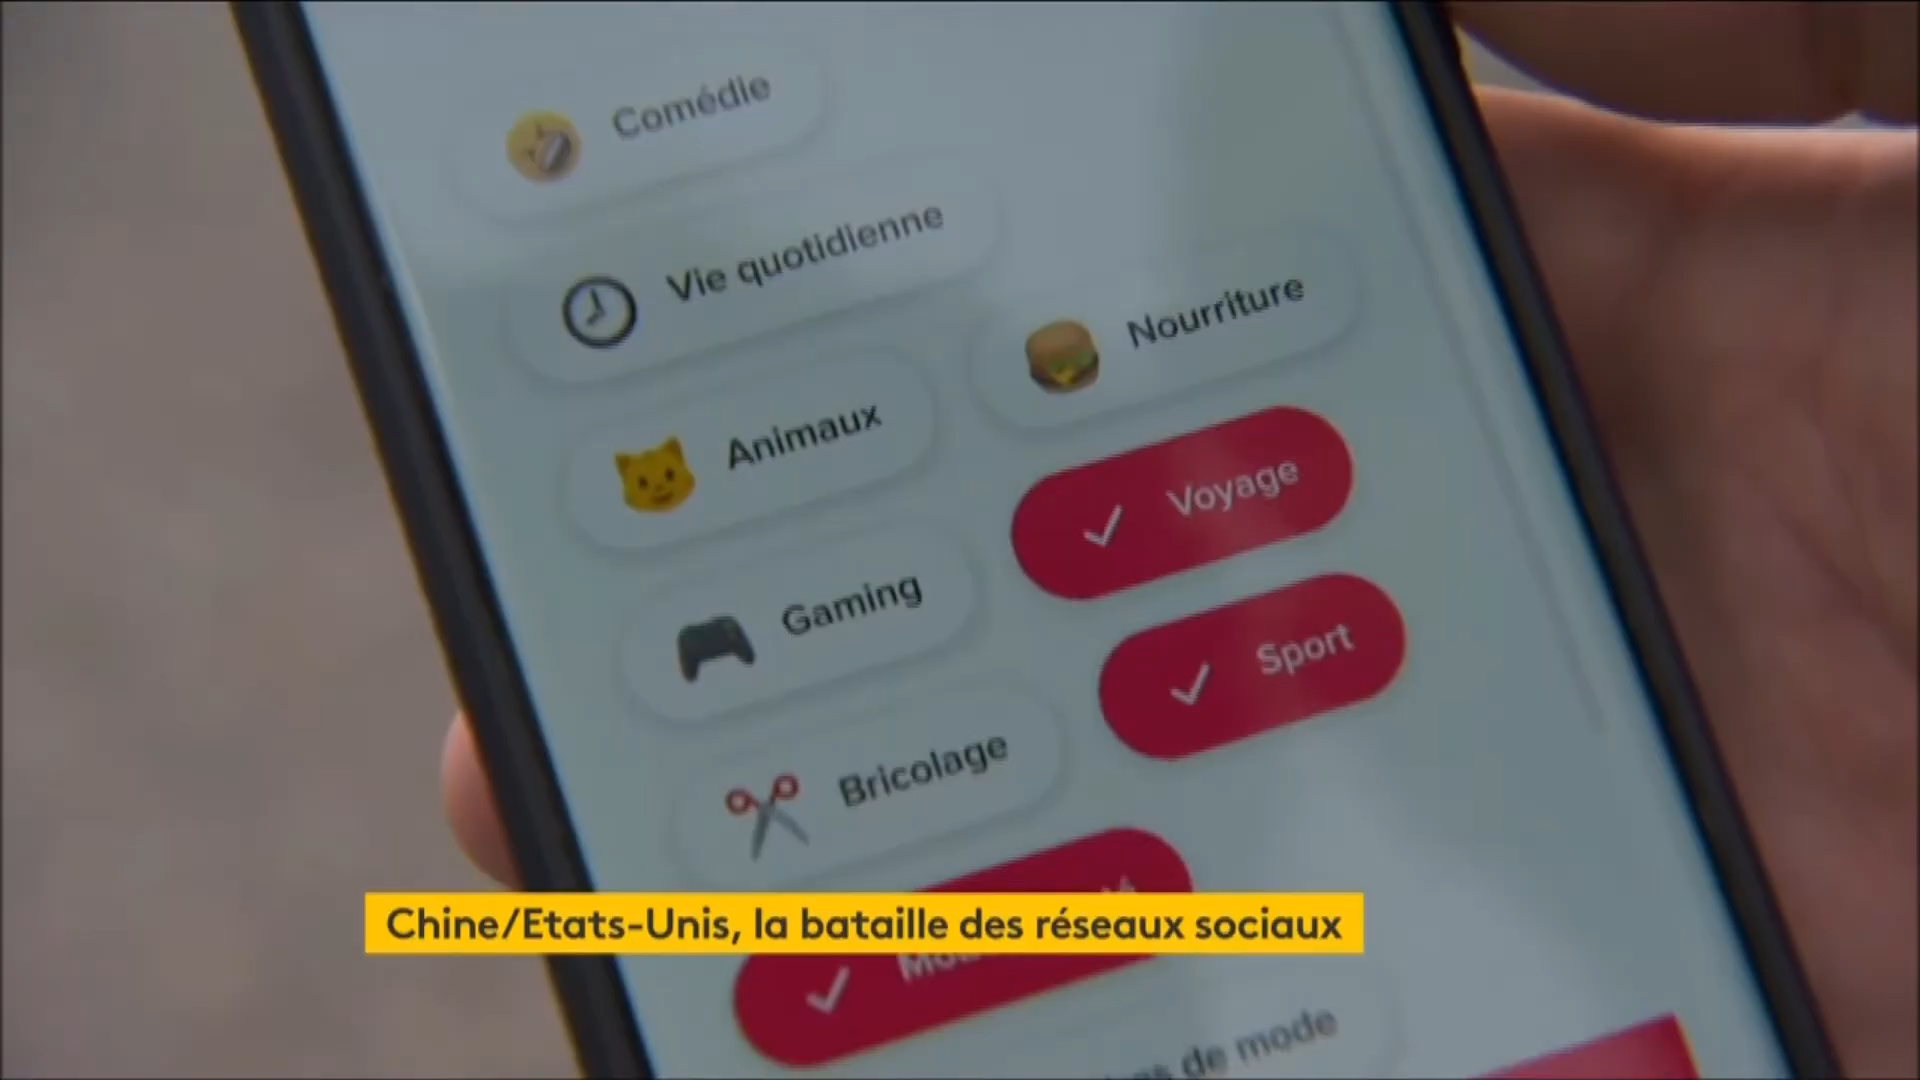 Comédie
Vie quotidienne
Nourriture
Animaux
Voyage
Gaming
Sport
Bricolage
Chine/Etats-Unis, la bataille des réseaux sociaux
de mode